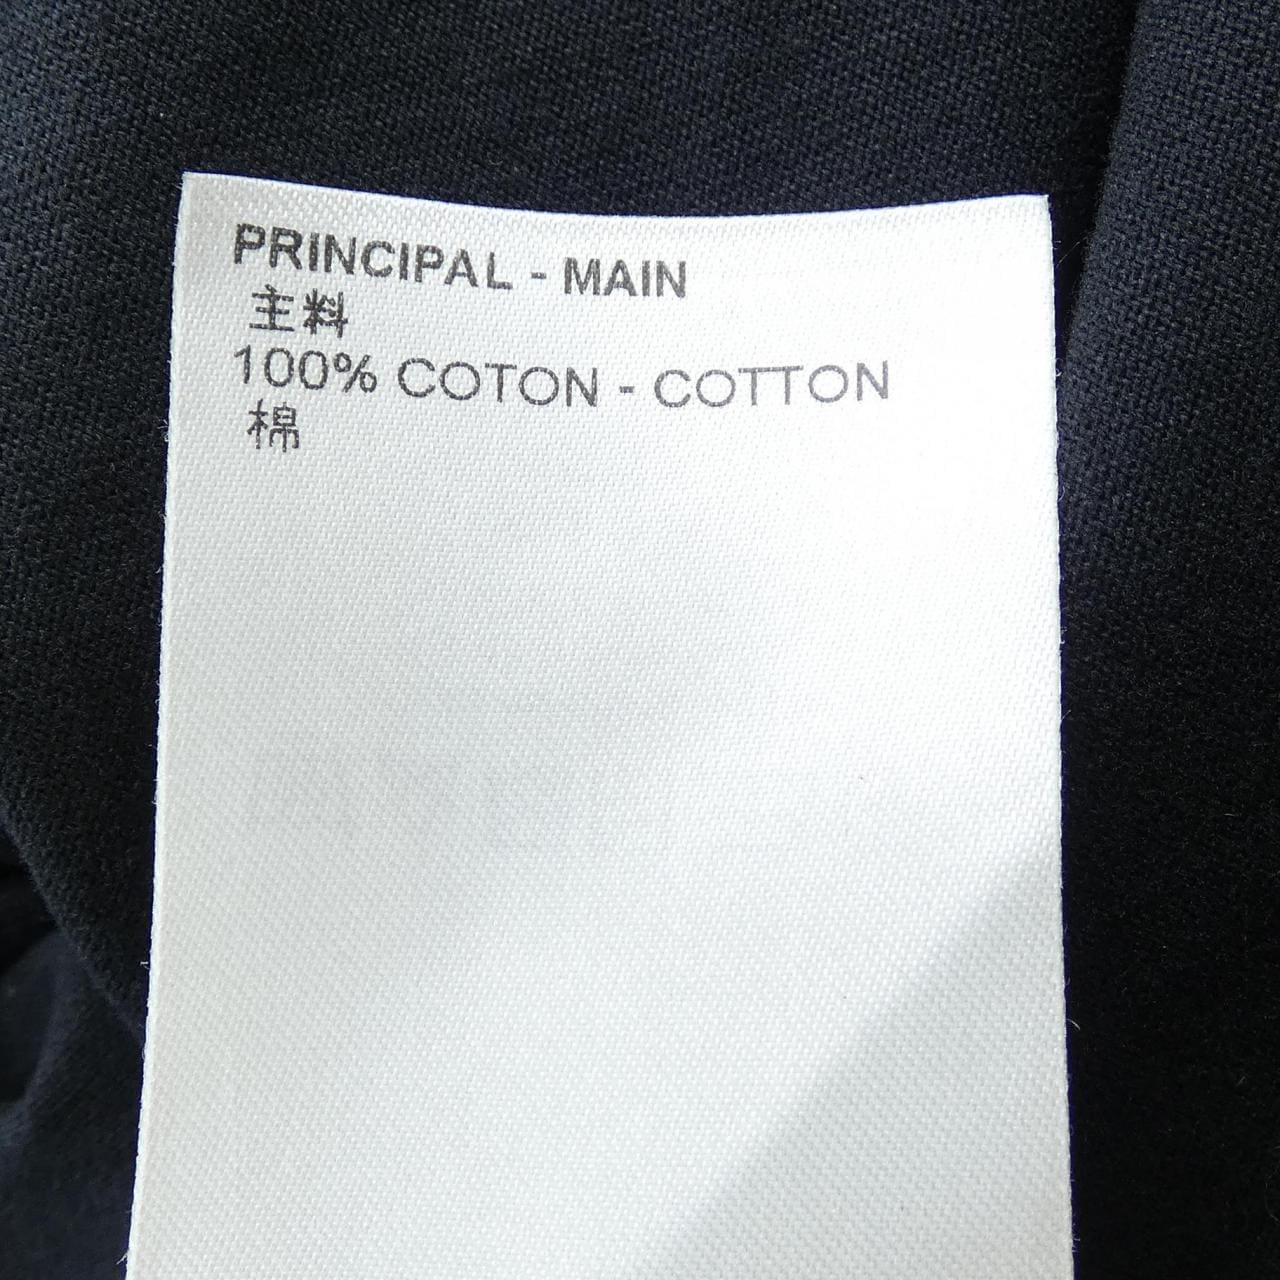 PRINCIPAL - MAIN
主料
100% COTON - COTTON
棉